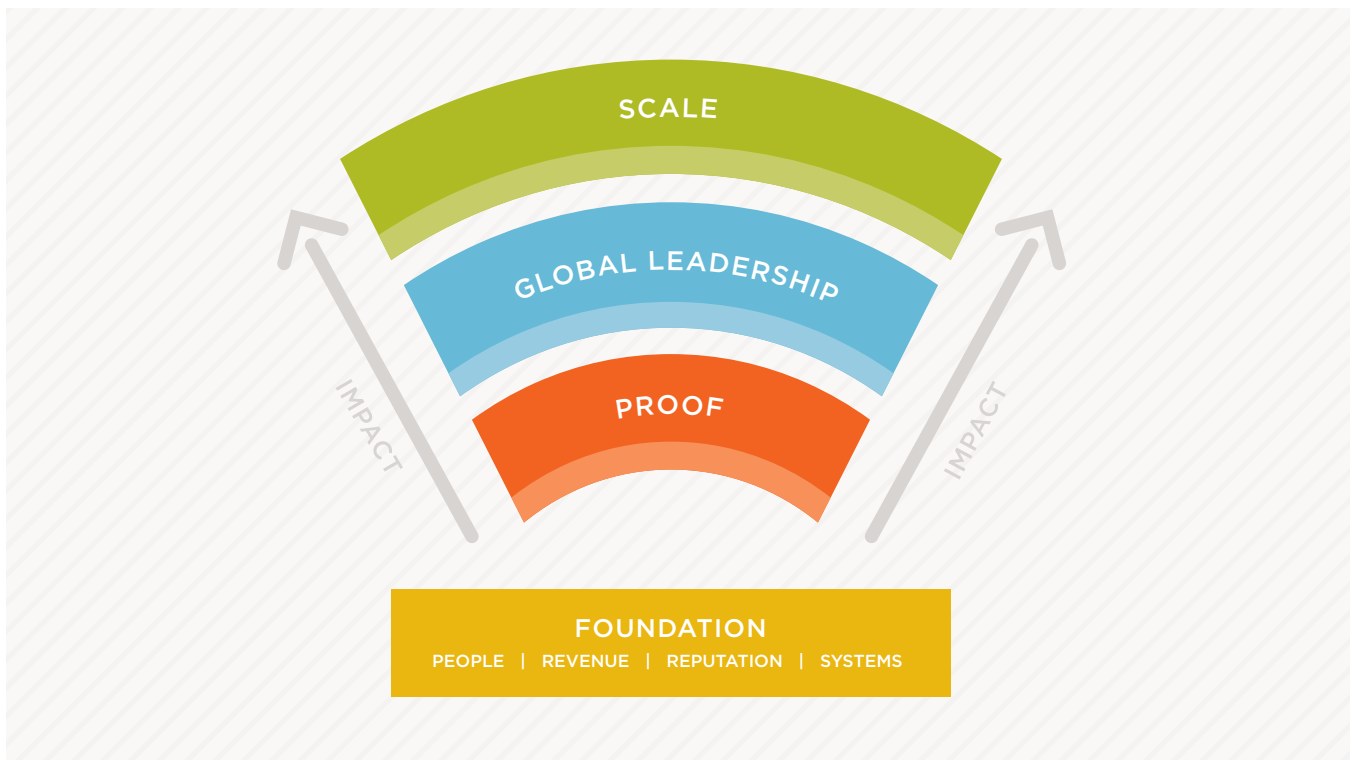 SCALE
GLOBAL LEADERSHIP
PROOF
IMPACT
IMPACT
FOUNDATION
PEOPLE | REVENUE | REPUTATION | SYSTEMS